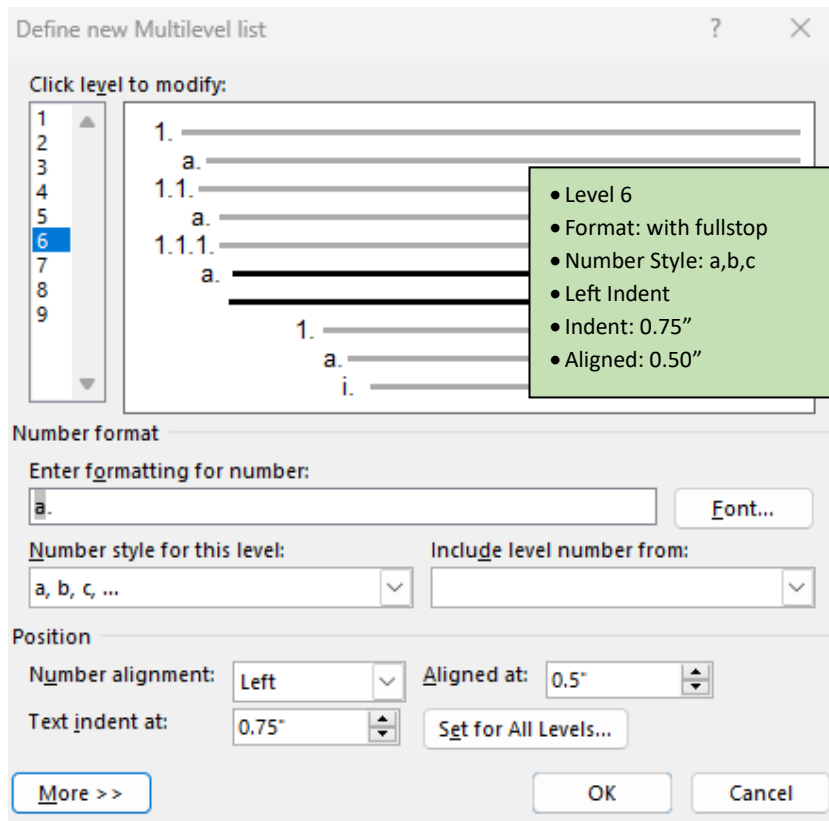 Define new Multilevel list ? ×
Click level to modify:
1
2
3
4
5
6
7
8
9
1.
a.
1.1.
a.
1.1.1.
a.
1.
a.
i.
• Level 6
• Format: with fullstop
• Number Style: a,b,c
• Left Indent
• Indent: 0.75”
• Aligned: 0.50”
Number format
Enter formatting for number:
a.
Font...
Number style for this level: Include level number from:
a, b, c, ...
Position
Number alignment: Left Aligned at: 0.5"
Text indent at: 0.75" Set for All Levels...
More >> OK Cancel